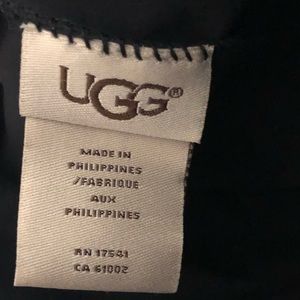 UGG®
MADE IN
PHILIPPINES
/FABRIQUE
AUX
PHILIPPINES
RN 17541
CA 61002